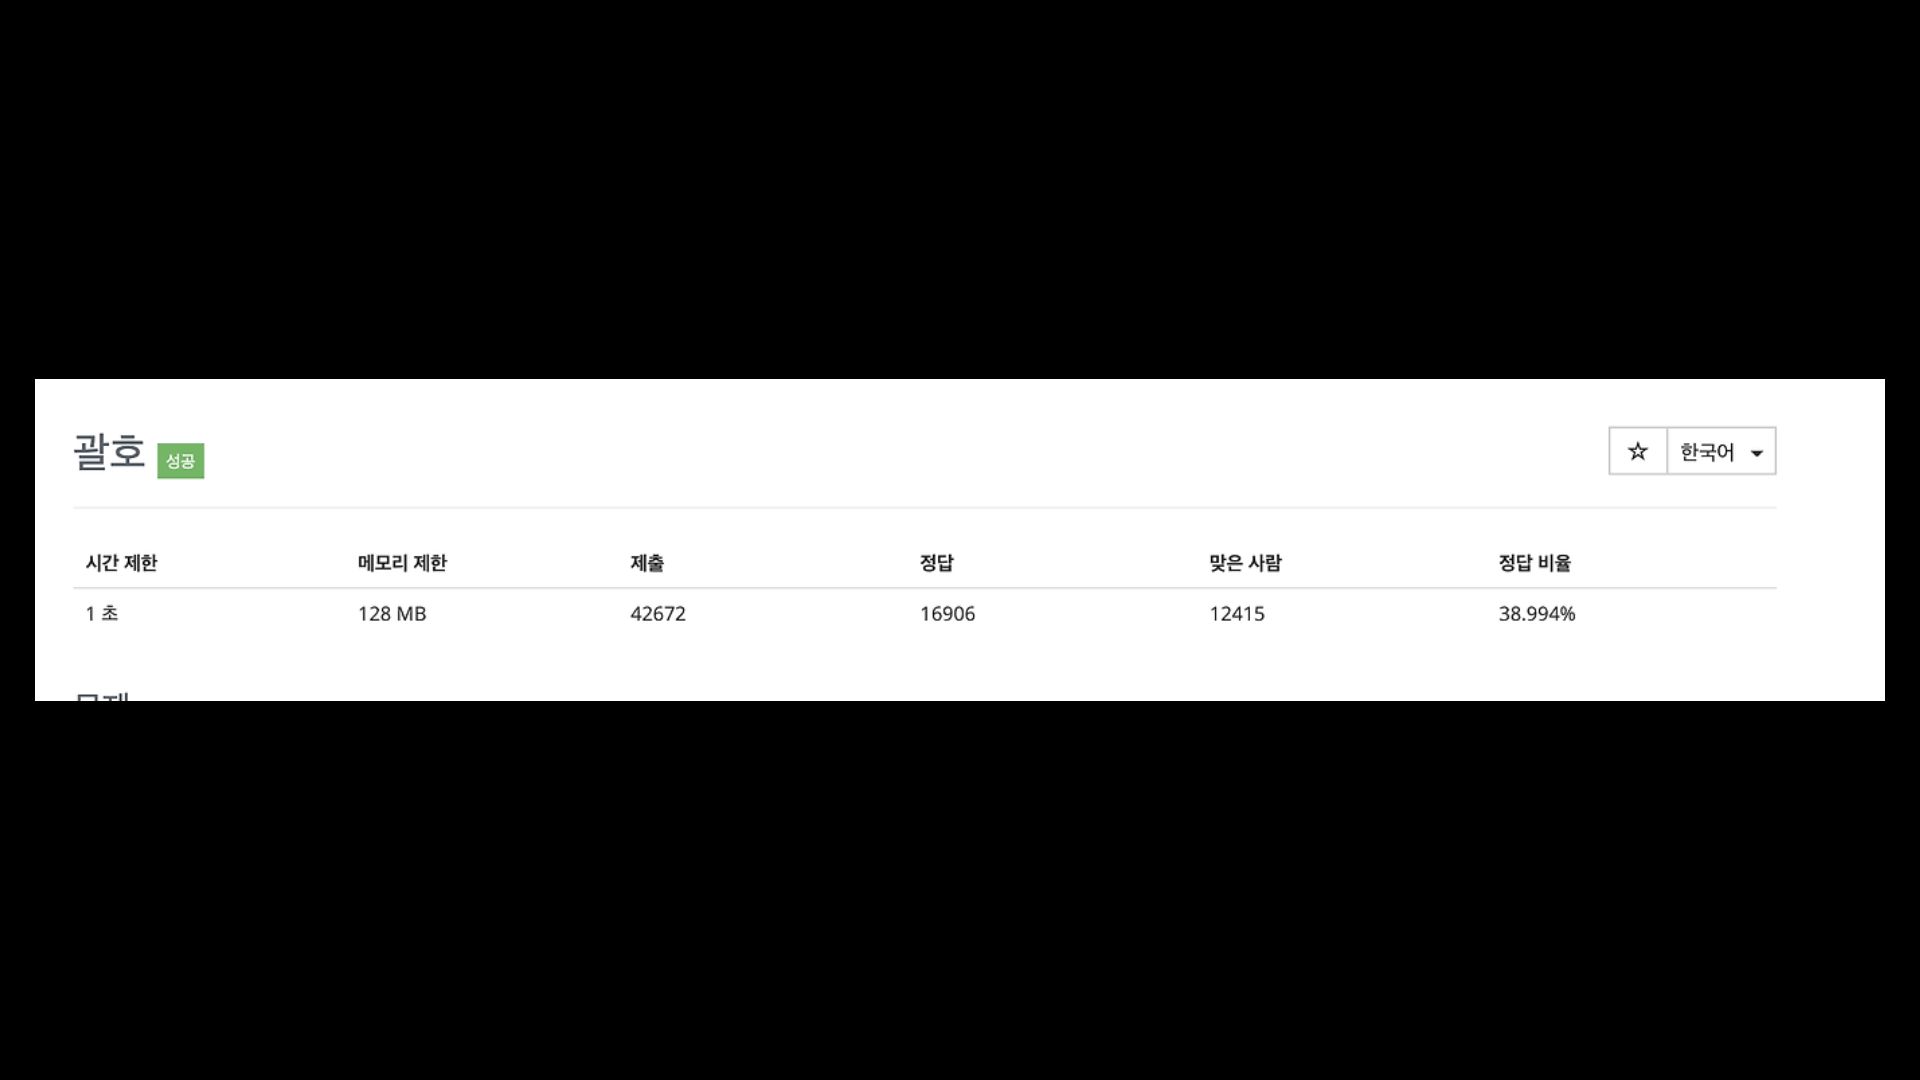 괄호 성공 ☆ 한국어
시간 제한 메모리 제한 제출 정답 맞은 사람 정답 비율
1 초 128 MB 42672 16906 12415 38.994%